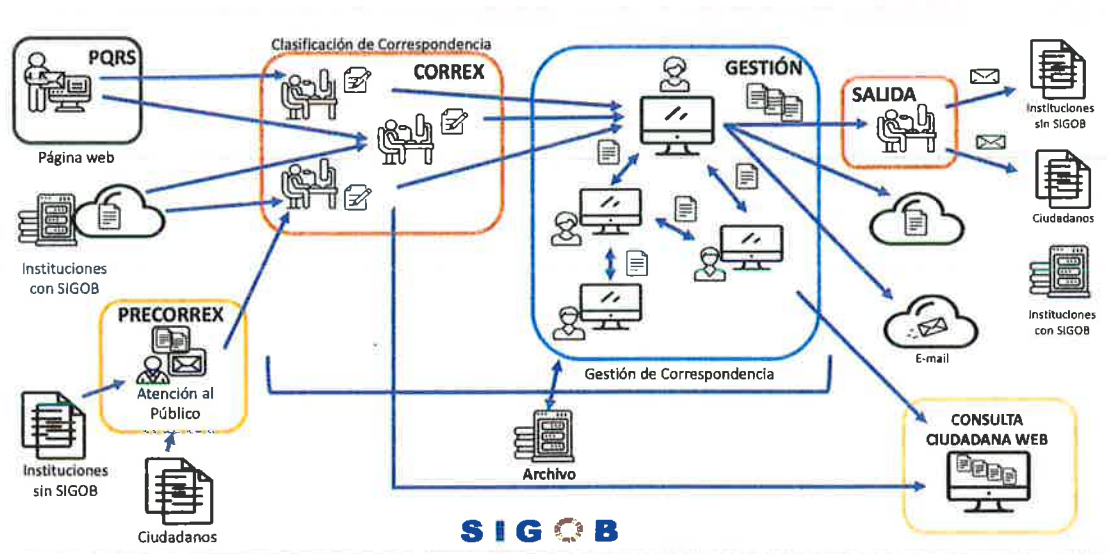 Clasificación de Correspondencia
PQRS
CORREX
GESTIÓN
SALIDA
Instituciones
sin SIGOB
Página web
Ciudadanos
Instituciones
con SIGOB
PRECORREX
Instituciones
con SIGOB
E-mail
Gestión de Correspondencia
Atención al
Público
CONSULTA
CIUDADANA WEB
Instituciones
sin SIGOB
Archivo
Ciudadanos
SIGOB